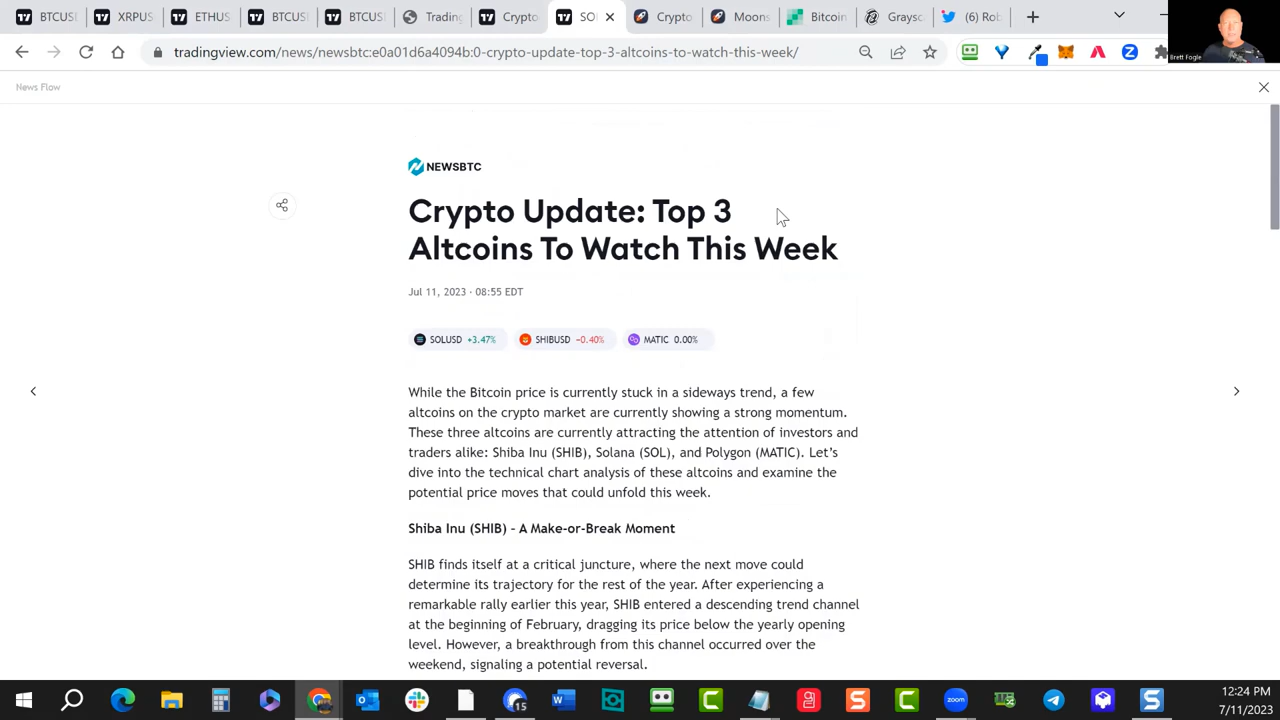 BTCUS
XRPUS
ETHUS
BTCUS
BTCUS
Trading
Crypto
SO
Crypto
Moons
Bitcoin
Graysc
(6) Rob
tradingview.com/news/newsbtc:e0a01d6a4094b:0-crypto-update-top-3-altcoins-to-watch-this-week/
Brett Fogle
News Flow
NEWSBTC
Crypto Update: Top 3
Altcoins To Watch This Week
Jul 11, 2023 · 08:55 EDT
SOLUSD +3.47% SHIBUSD −0.40% MATIC 0.00%
While the Bitcoin price is currently stuck in a sideways trend, a few
altcoins on the crypto market are currently showing a strong momentum.
These three altcoins are currently attracting the attention of investors and
traders alike: Shiba Inu (SHIB), Solana (SOL), and Polygon (MATIC). Let’s
dive into the technical chart analysis of these altcoins and examine the
potential price moves that could unfold this week.
Shiba Inu (SHIB) – A Make-or-Break Moment
SHIB finds itself at a critical juncture, where the next move could
determine its trajectory for the rest of the year. After experiencing a
remarkable rally earlier this year, SHIB entered a descending trend channel
at the beginning of February, dragging its price below the yearly opening
level. However, a breakthrough from this channel occurred over the
weekend, signaling a potential reversal.
15
12:24 PM
7/11/2023